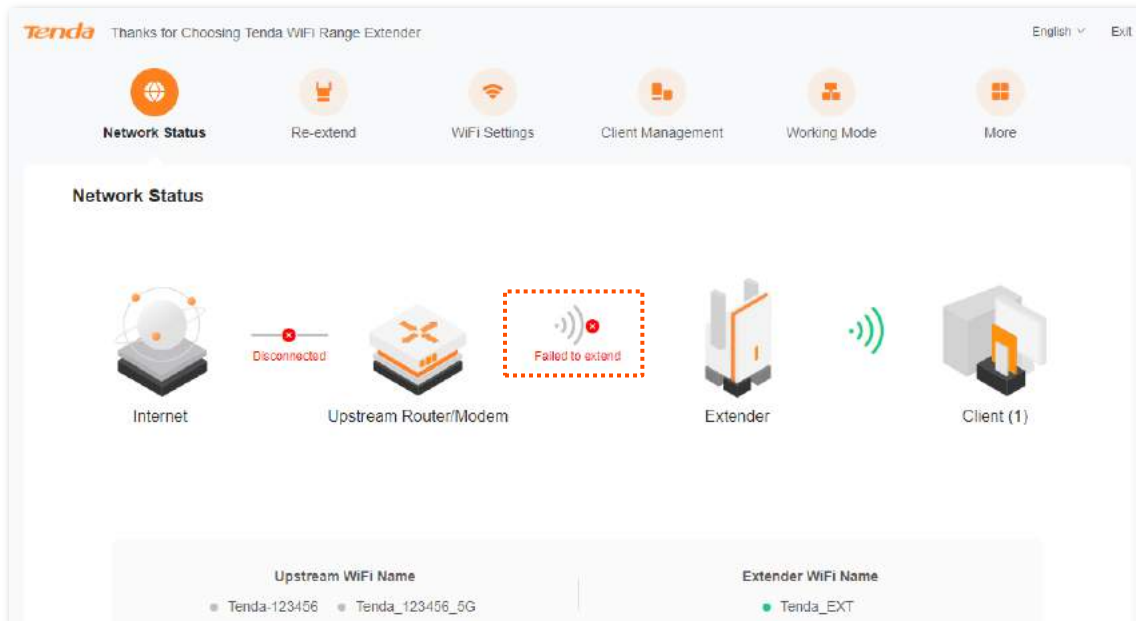 Tenda Thanks for Choosing Tenda WiFi Range Extender English Exit
Network Status Re-extend WiFi Settings Client Management Working Mode More
Network Status
Disconnected Failed to extend
Internet Upstream Router/Modem Extender Client (1)
Upstream WiFi Name Extender WiFi Name
Tenda-123456 Tenda_123456_5G Tenda_EXT